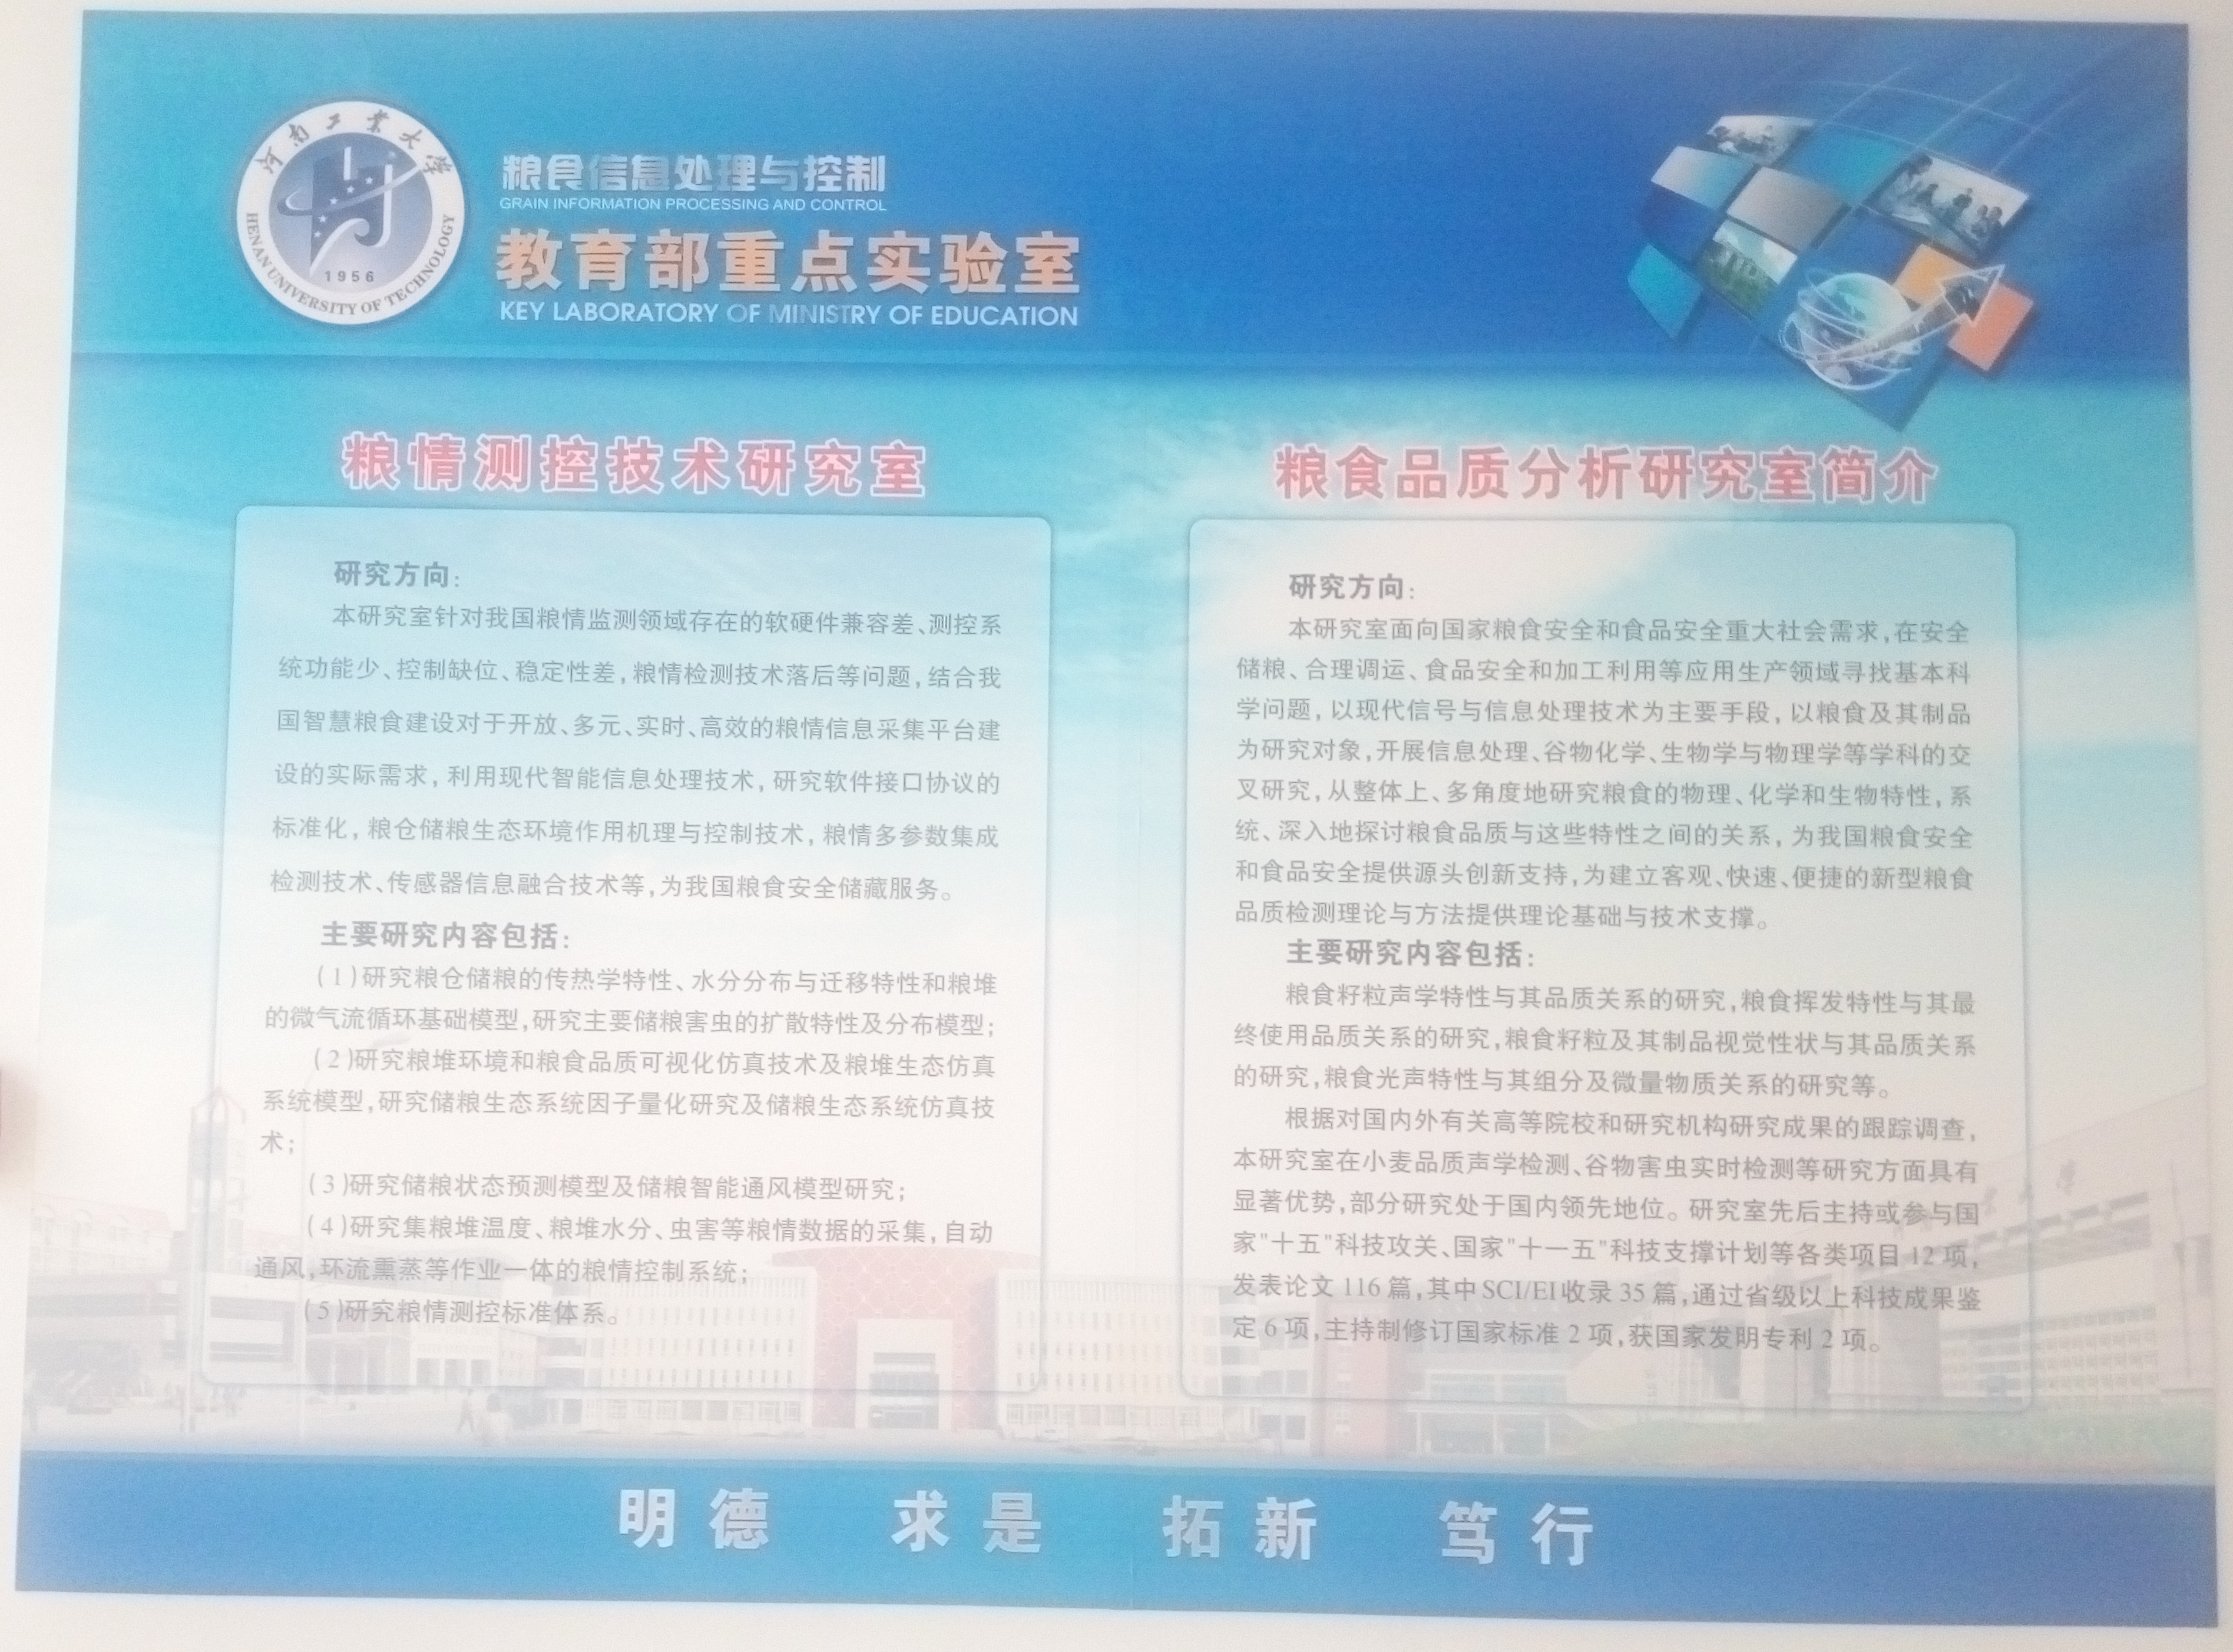 河南工业大学
HENAN UNIVERSITY OF TECHNOLOGY
1956
粮食信息处理与控制
GRAIN INFORMATION PROCESSING AND CONTROL
教育部重点实验室
KEY LABORATORY OF MINISTRY OF EDUCATION
粮情测控技术研究室
研究方向:
本研究室针对我国粮情监测领域存在的软硬件兼容差、测控系
统功能少、控制缺位、稳定性差,粮情检测技术落后等问题,结合我
国智慧粮食建设对于开放、多元、实时、高效的粮情信息采集平台建
设的实际需求,利用现代智能信息处理技术,研究软件接口协议的
标准化,粮仓储粮生态环境作用机理与控制技术,粮情多参数集成
检测技术、传感器信息融合技术等,为我国粮食安全储藏服务。
主要研究内容包括:
(1)研究粮仓储粮的传热学特性、水分分布与迁移特性和粮堆
的微气流循环基础模型,研究主要储粮害虫的扩散特性及分布模型;
(2)研究粮堆环境和粮食品质可视化仿真技术及粮堆生态仿真
系统模型,研究储粮生态系统因子量化研究及储粮生态系统仿真技
术;
(3)研究储粮状态预测模型及储粮智能通风模型研究;
(4)研究集粮堆温度、粮堆水分、虫害等粮情数据的采集,自动
通风,环流熏蒸等作业一体的粮情控制系统;
(5)研究粮情测控标准体系。
粮食品质分析研究室简介
研究方向:
本研究室面向国家粮食安全和食品安全重大社会需求,在安全
储粮、合理调运、食品安全和加工利用等应用生产领域寻找基本科
学问题,以现代信号与信息处理技术为主要手段,以粮食及其制品
为研究对象,开展信息处理、谷物化学、生物学与物理学等学科的交
叉研究,从整体上、多角度地研究粮食的物理、化学和生物特性,系
统、深入地探讨粮食品质与这些特性之间的关系,为我国粮食安全
和食品安全提供源头创新支持,为建立客观、快速、便捷的新型粮食
品质检测理论与方法提供理论基础与技术支撑。
主要研究内容包括:
粮食籽粒声学特性与其品质关系的研究,粮食挥发特性与其最
终使用品质关系的研究,粮食籽粒及其制品视觉性状与其品质关系
的研究,粮食光声特性与其组分及微量物质关系的研究等。
根据对国内外有关高等院校和研究机构研究成果的跟踪调查,
本研究室在小麦品质声学检测、谷物害虫实时检测等研究方面具有
显著优势,部分研究处于国内领先地位。研究室先后主持或参与国
家"十五"科技攻关、国家"十一五"科技支撑计划等各类项目 12 项,
发表论文 116 篇,其中 SCI/EI 收录 35 篇,通过省级以上科技成果鉴
定 6 项,主持制修订国家标准 2 项,获国家发明专利 2 项。
明德 求是 拓新 笃行